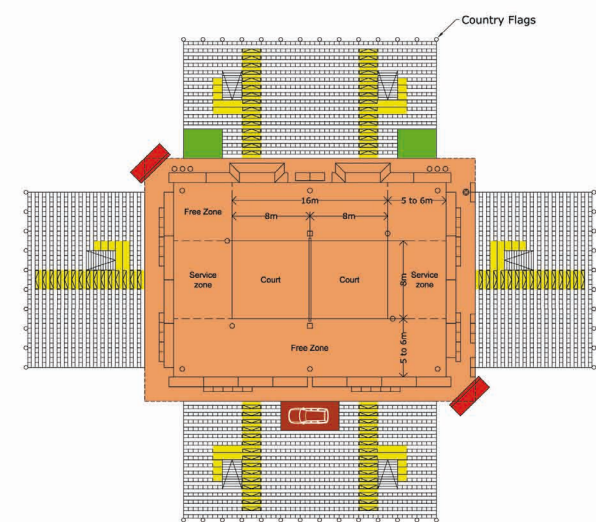 Country Flags
16m
5 to 6m
Free Zone
8m
8m
Service
zone
Court
Court
8m
Service
zone
Free Zone
5 to 6m